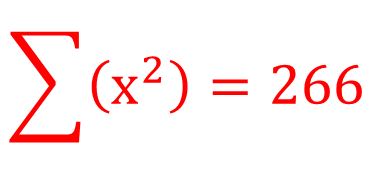 ∑(x²) = 266